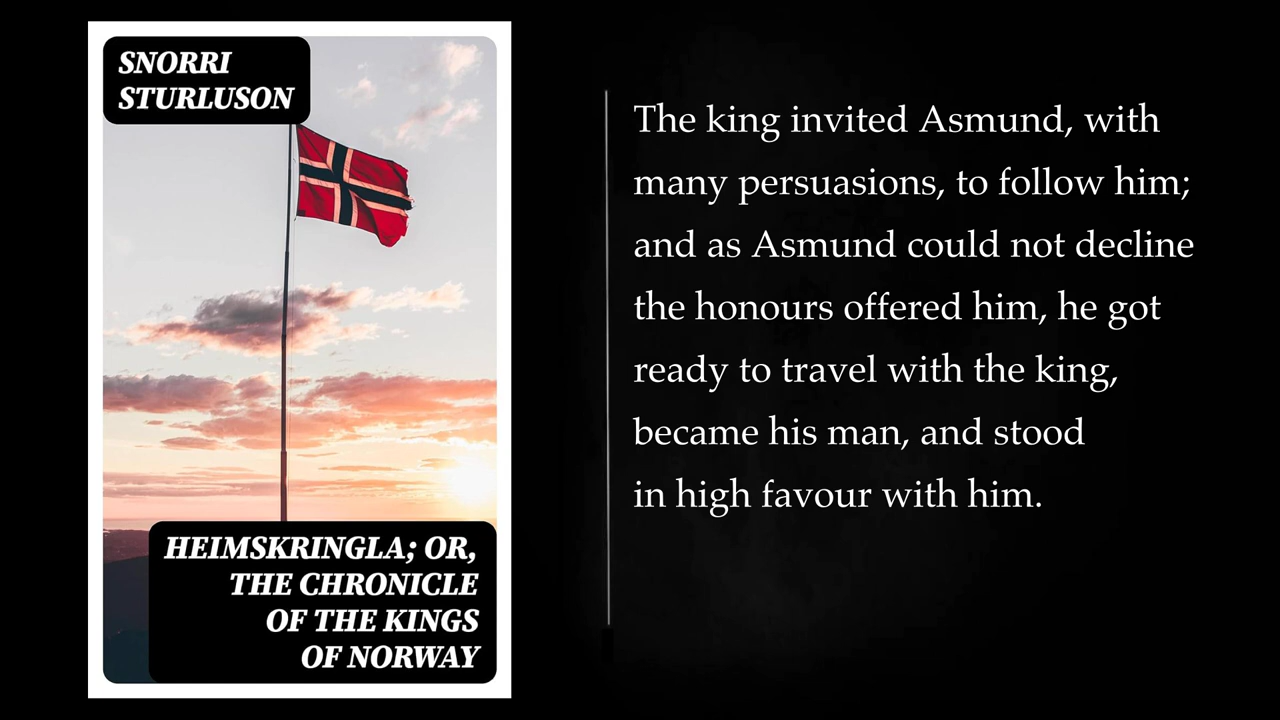 SNORRI
STURLUSON
HEIMSKRINGLA; OR,
THE CHRONICLE
OF THE KINGS
OF NORWAY
The king invited Asmund, with
many persuasions, to follow him;
and as Asmund could not decline
the honours offered him, he got
ready to travel with the king,
became his man, and stood
in high favour with him.